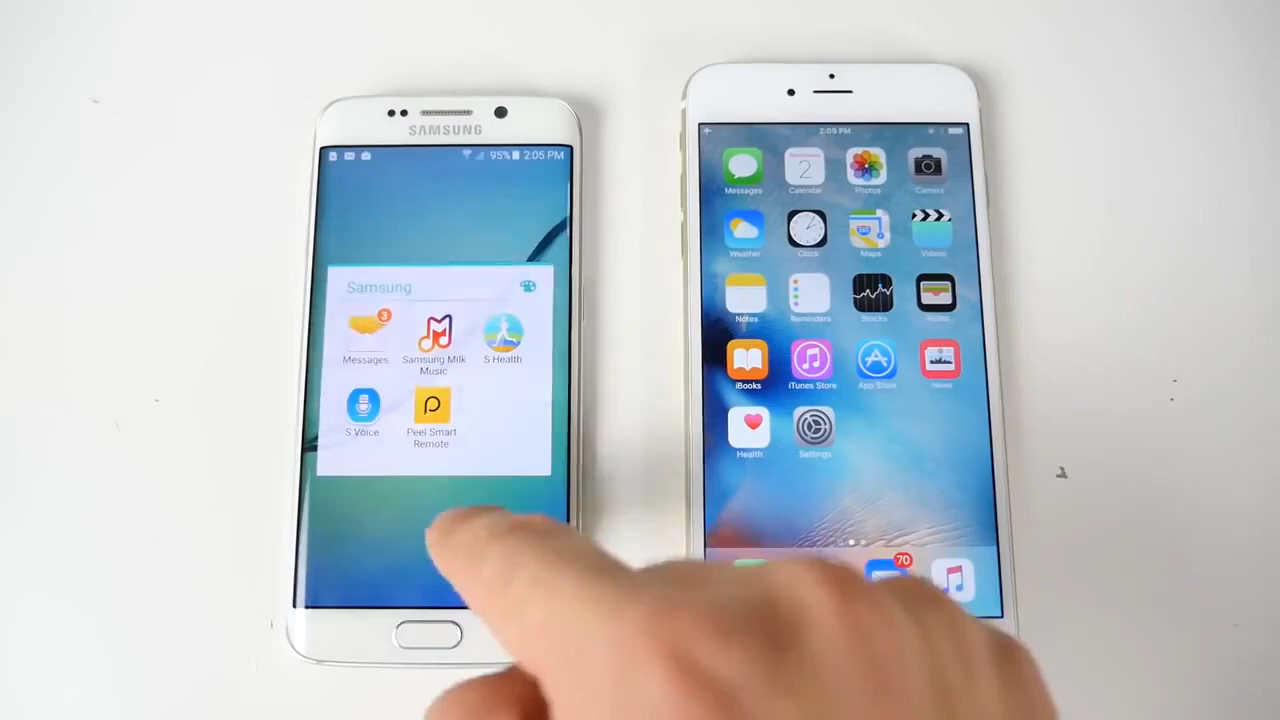 SAMSUNG
95% 2:05 PM
Samsung
3
Messages
Samsung Milk
Music
S Health
S Voice
Peel Smart
Remote
2:05 PM
2
Messages
Calendar
Photos
Camera
Weather
Clock
Maps
Videos
Notes
Reminders
Stocks
Wallet
iBooks
iTunes Store
App Store
News
Health
Settings
70